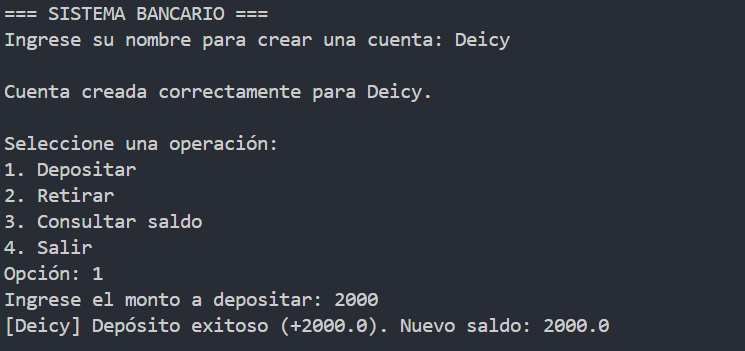 === SISTEMA BANCARIO ===
Ingrese su nombre para crear una cuenta: Deicy
Cuenta creada correctamente para Deicy.
Seleccione una operación:
1. Depositar
2. Retirar
3. Consultar saldo
4. Salir
Opción: 1
Ingrese el monto a depositar: 2000
[Deicy] Depósito exitoso (+2000.0). Nuevo saldo: 2000.0